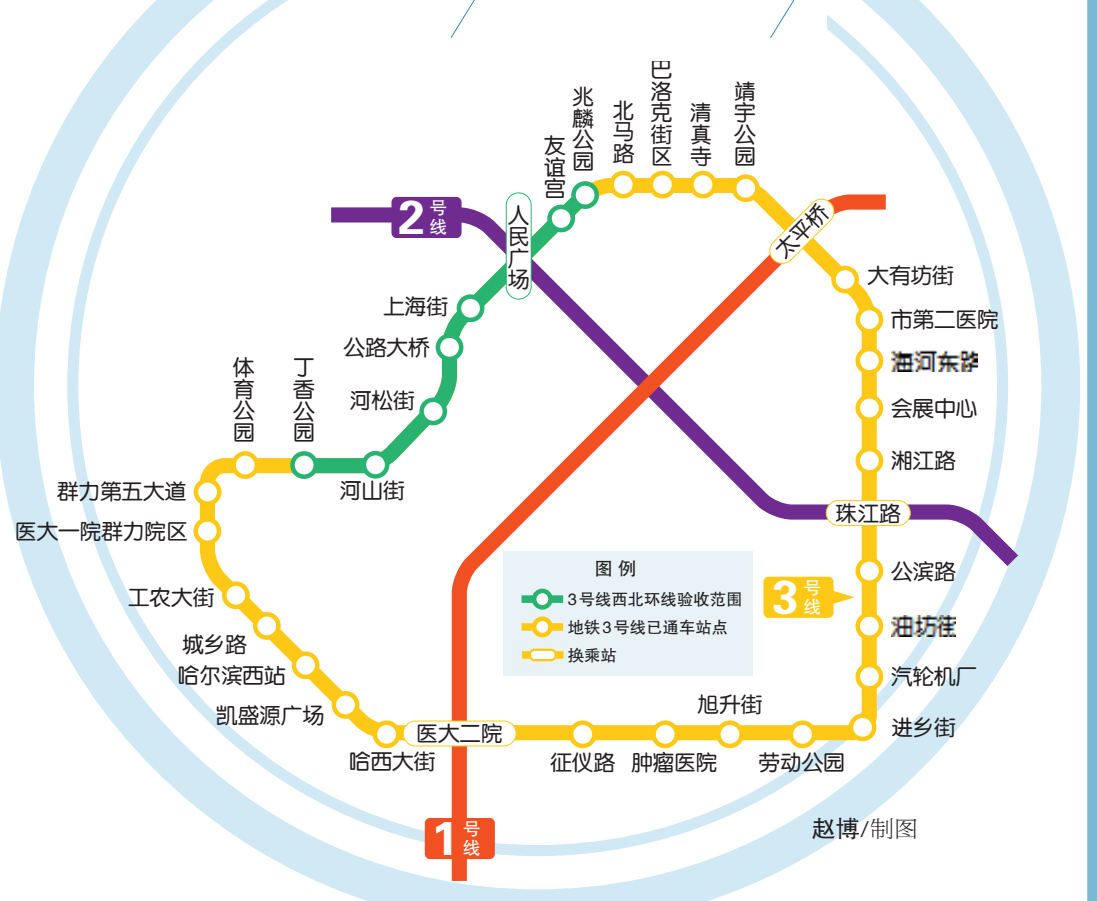 兆麟公园
友谊宫
北马路
巴洛克街区
清真寺
靖宇公园
2号线
人民广场
太平桥
大有坊街
市第二医院
海河东路
会展中心
湘江路
珠江路
公滨路
油坊街
汽轮机厂
进乡街
上海街
公路大桥
河松街
体育公园
丁香公园
河山街
群力第五大道
医大一院群力院区
工农大街
城乡路
哈尔滨西站
凯盛源广场
哈西大街
医大二院
征仪路
肿瘤医院
旭升街
劳动公园
图例
3号线西北环线验收范围
地铁3号线已通车站点
换乘站
3号线
1号线
赵博/制图